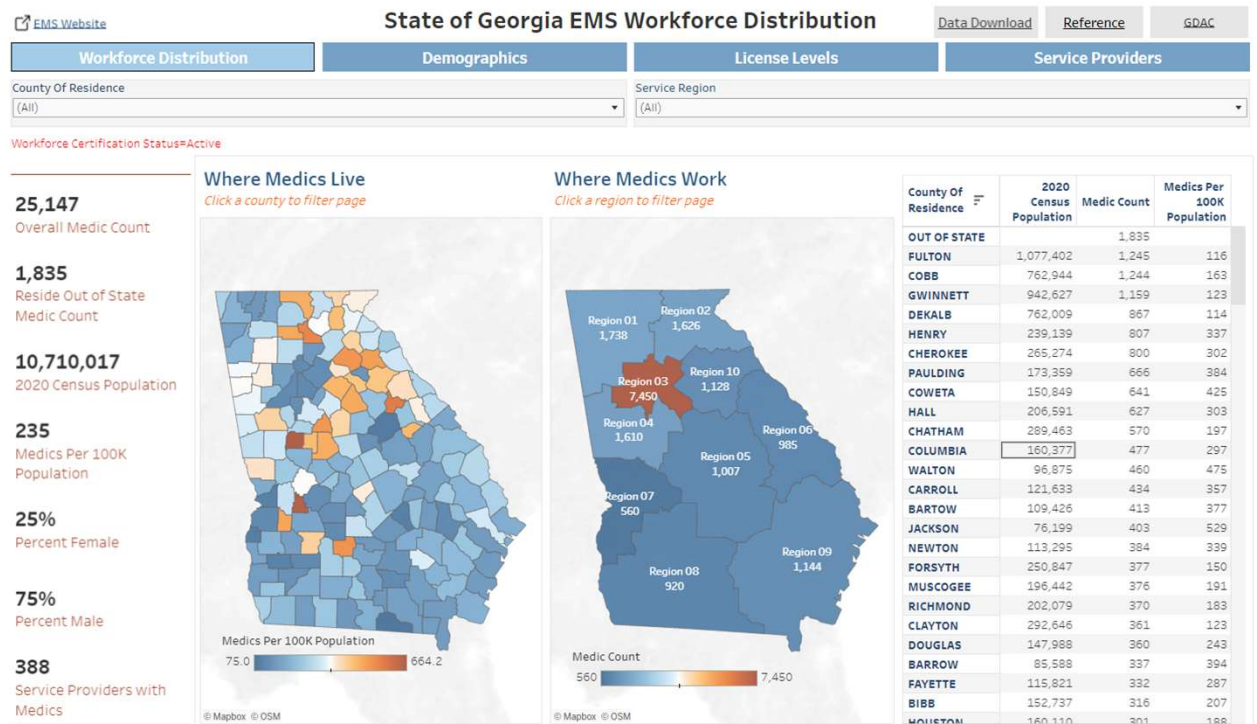 EMS Website
State of Georgia EMS Workforce Distribution
Data Download
Reference
GDAC
Workforce Distribution
Demographics
License Levels
Service Providers
County Of Residence
(All)
Service Region
(All)
Workforce Certification Status=Active
25,147
Overall Medic Count
1,835
Reside Out of State
Medic Count
10,710,017
2020 Census Population
235
Medics Per 100K
Population
25%
Percent Female
75%
Percent Male
388
Service Providers with
Medics
Where Medics Live
Click a county to filter page
Medics Per 100K Population
75.0 664.2
© Mapbox © OSM
Where Medics Work
Click a region to filter page
Region 01
1,738
Region 02
1,626
Region 03
7,450
Region 10
1,128
Region 04
1,610
Region 06
985
Region 05
1,007
Region 07
560
Region 09
1,144
Region 08
920
Medic Count
560 7,450
© Mapbox © OSM
County Of
Residence
2020
Census
Population
Medic Count
Medics Per
100K
Population
OUT OF STATE 1,835
FULTON 1,077,402 1,245 116
COBB 762,944 1,244 163
GWINNETT 942,627 1,159 123
DEKALB 762,009 867 114
HENRY 239,139 807 337
CHEROKEE 265,274 800 302
PAULDING 173,359 666 384
COWETA 150,849 641 425
HALL 206,591 627 303
CHATHAM 289,463 570 197
COLUMBIA 160,377 477 297
WALTON 96,875 460 475
CARROLL 121,633 434 357
BARTOW 109,426 413 377
JACKSON 76,199 403 529
NEWTON 113,295 384 339
FORSYTH 250,847 377 150
MUSCOGEE 196,442 376 191
RICHMOND 202,079 370 183
CLAYTON 292,646 361 123
DOUGLAS 147,988 360 243
BARROW 85,588 337 394
FAYETTE 115,821 332 287
BIBB 152,737 316 207
HOUSTON 160,110 301 188